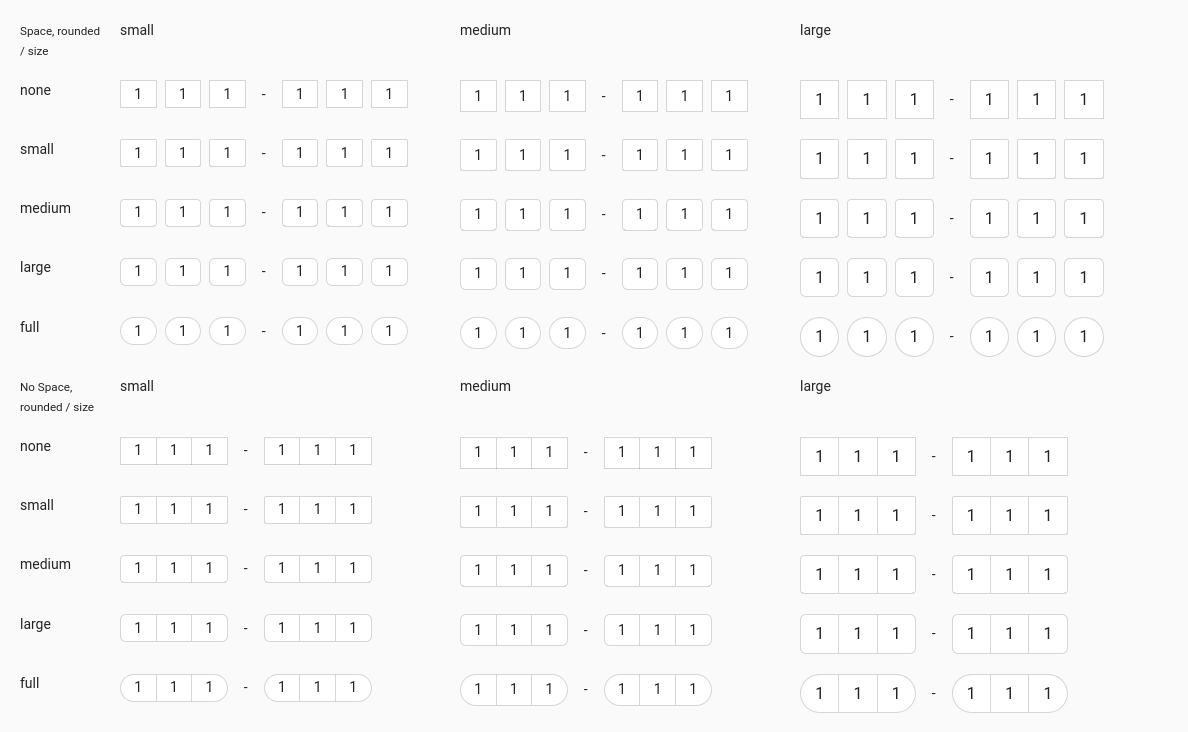 Space, rounded small medium large
/ size
none 1 1 1 - 1 1 1 1 1 1 - 1 1 1 1 1 1 - 1 1 1
small 1 1 1 - 1 1 1 1 1 1 - 1 1 1 1 1 1 - 1 1 1
medium 1 1 1 - 1 1 1 1 1 1 - 1 1 1 1 1 1 - 1 1 1
large 1 1 1 - 1 1 1 1 1 1 - 1 1 1 1 1 1 - 1 1 1
full 1 1 1 - 1 1 1 1 1 1 - 1 1 1 1 1 1 - 1 1 1
No Space, small medium large
rounded / size
none 1 1 1 - 1 1 1 1 1 1 - 1 1 1 1 1 1 - 1 1 1
small 1 1 1 - 1 1 1 1 1 1 - 1 1 1 1 1 1 - 1 1 1
medium 1 1 1 - 1 1 1 1 1 1 - 1 1 1 1 1 1 - 1 1 1
large 1 1 1 - 1 1 1 1 1 1 - 1 1 1 1 1 1 - 1 1 1
full 1 1 1 - 1 1 1 1 1 1 - 1 1 1 1 1 1 - 1 1 1